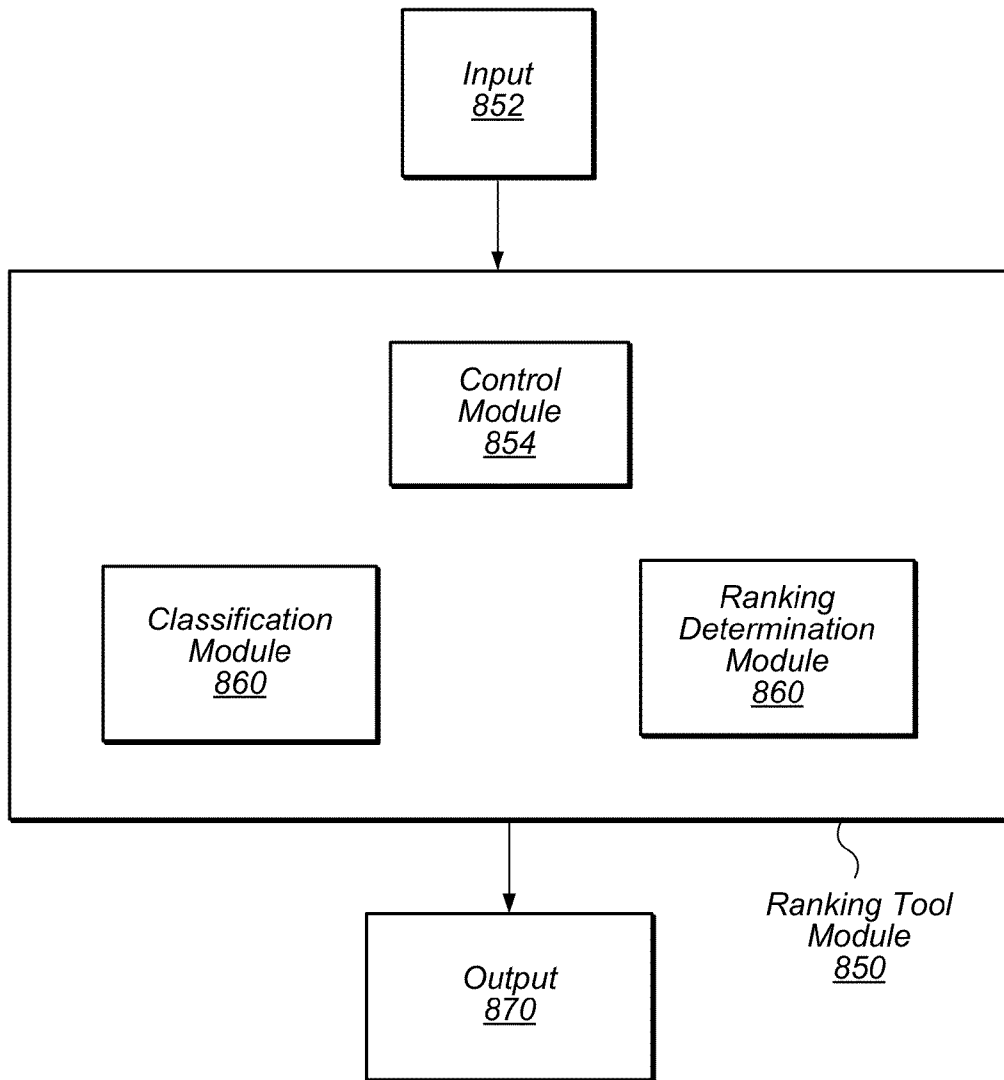 Input
852
Control
Module
854
Classification
Module
860
Ranking
Determination
Module
860
Ranking Tool
Module
850
Output
870